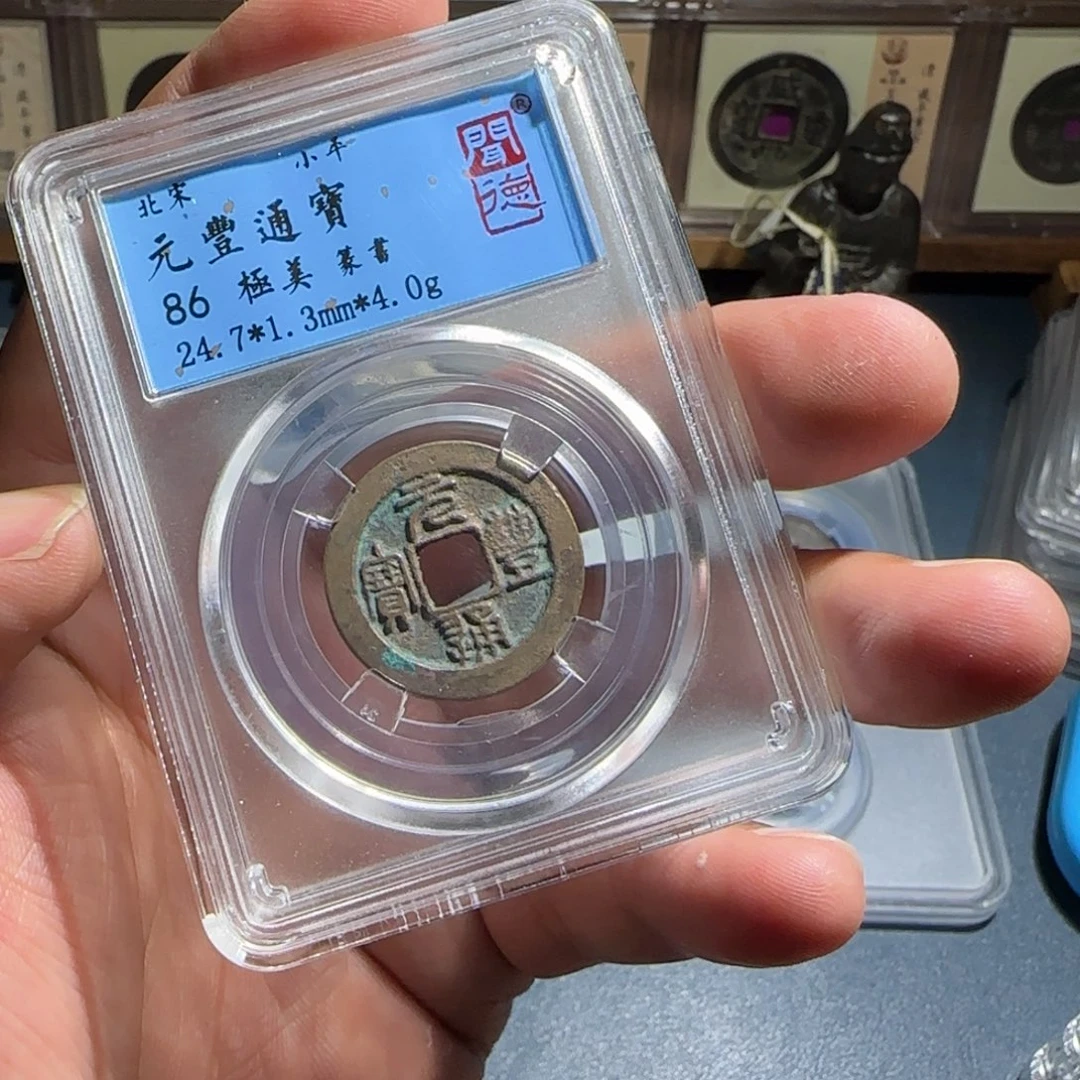 北宋 小平
元豐通寶
86 極美 篆書
24.7*1.3mm*4.0g
聞德®
元豐通寶